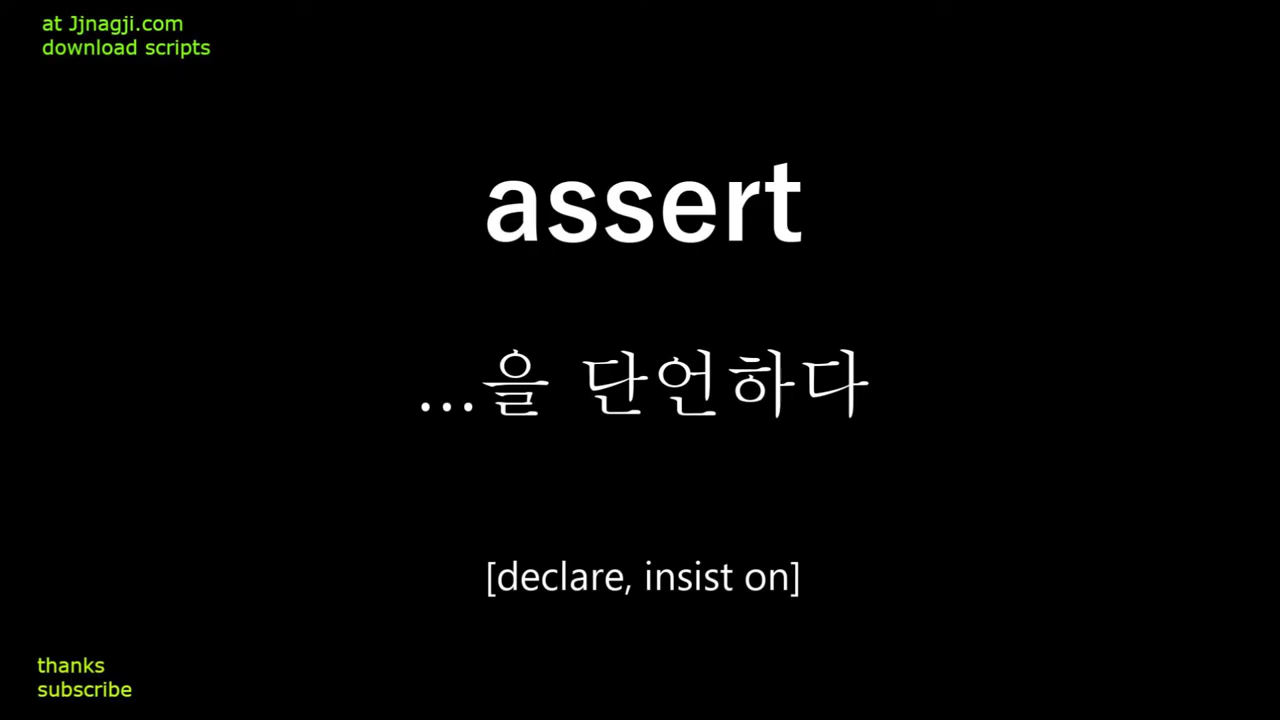 at Jjnagji.com
download scripts
assert
...을 단언하다
[declare, insist on]
thanks
subscribe